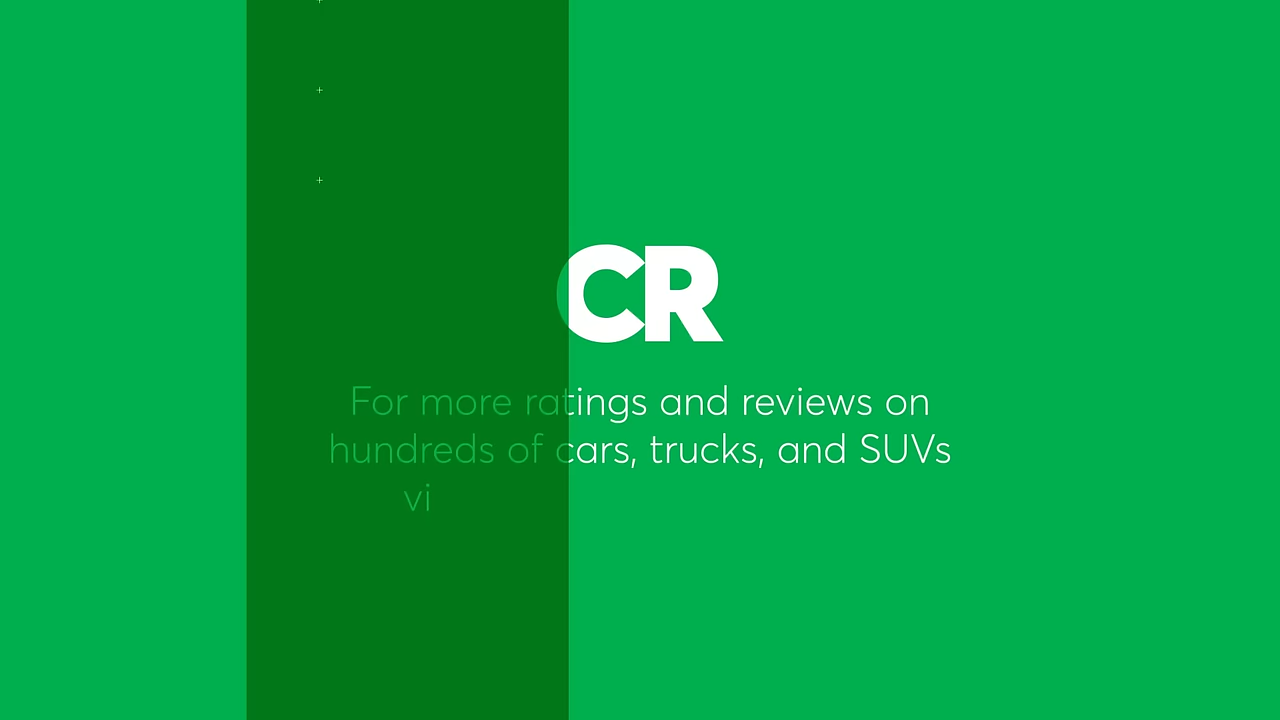 CR
For more ratings and reviews on
hundreds of cars, trucks, and SUVs
vi